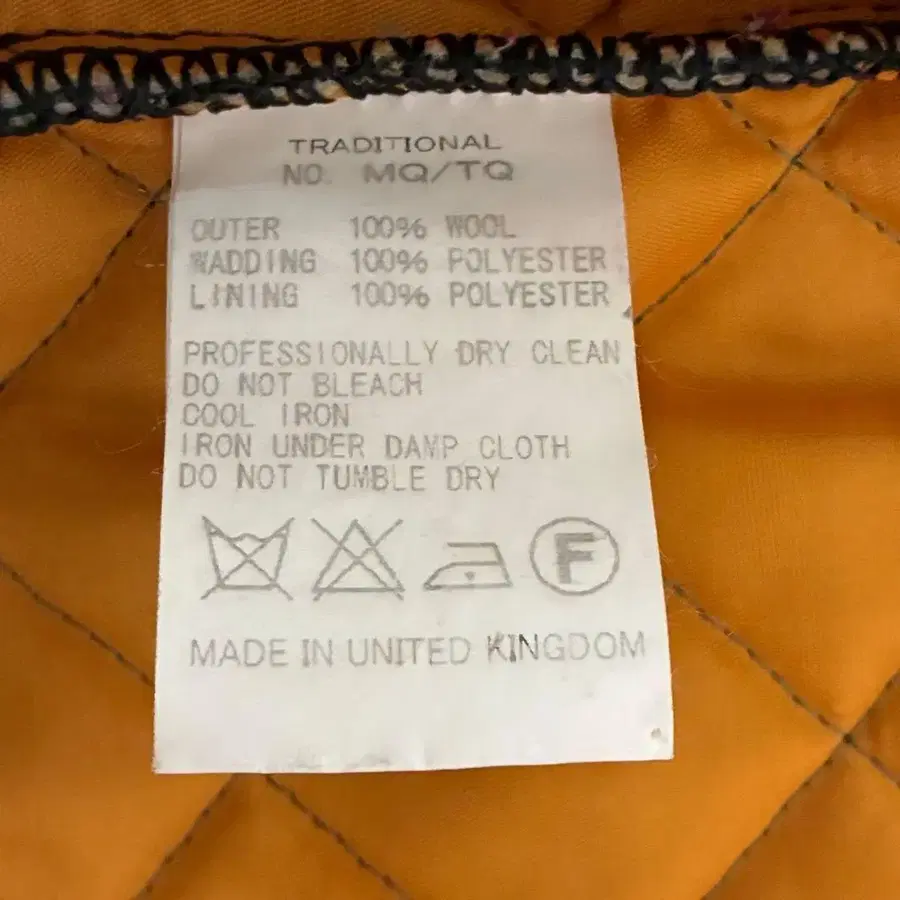 TRADITIONAL
NO. MQ/TQ
OUTER 100% WOOL
WADDING 100% POLYESTER
LINING 100% POLYESTER
PROFESSIONALLY DRY CLEAN
DO NOT BLEACH
COOL IRON
IRON UNDER DAMP CLOTH
DO NOT TUMBLE DRY
F
MADE IN UNITED KINGDOM